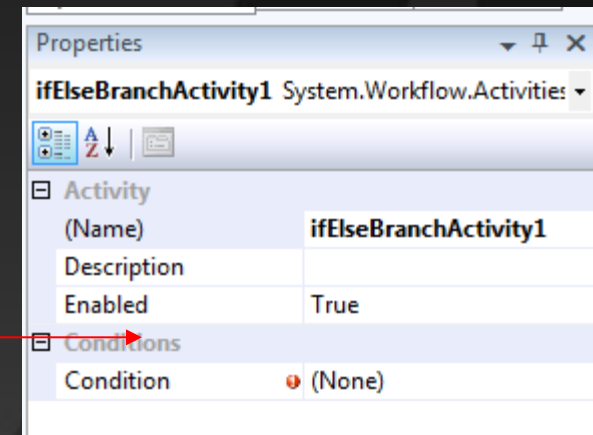 Properties
ifElseBranchActivity1 System.Workflow.Activities
Activity
(Name) ifElseBranchActivity1
Description
Enabled True
Conditions
Condition (None)